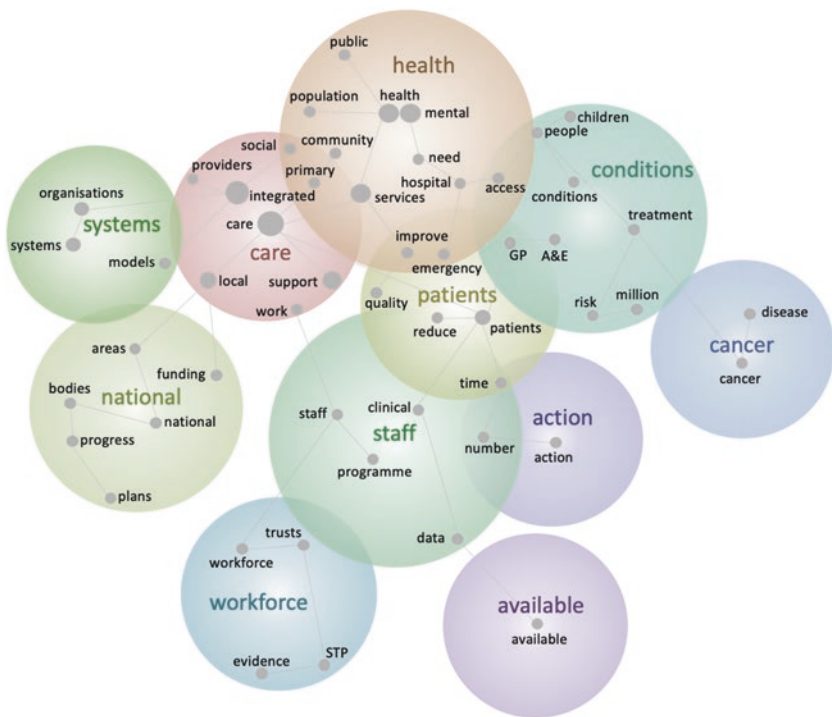 public
health
population
health
mental
children
people
conditions
social
community
need
providers
primary
hospital
access
conditions
organisations
integrated
services
treatment
systems
care
systems
care
improve
GP
A&E
models
emergency
local
support
quality
patients
risk
million
disease
work
reduce
patients
cancer
cancer
areas
funding
time
bodies
national
staff
clinical
action
national
staff
number
action
progress
programme
plans
trusts
data
workforce
workforce
available
available
evidence
STP